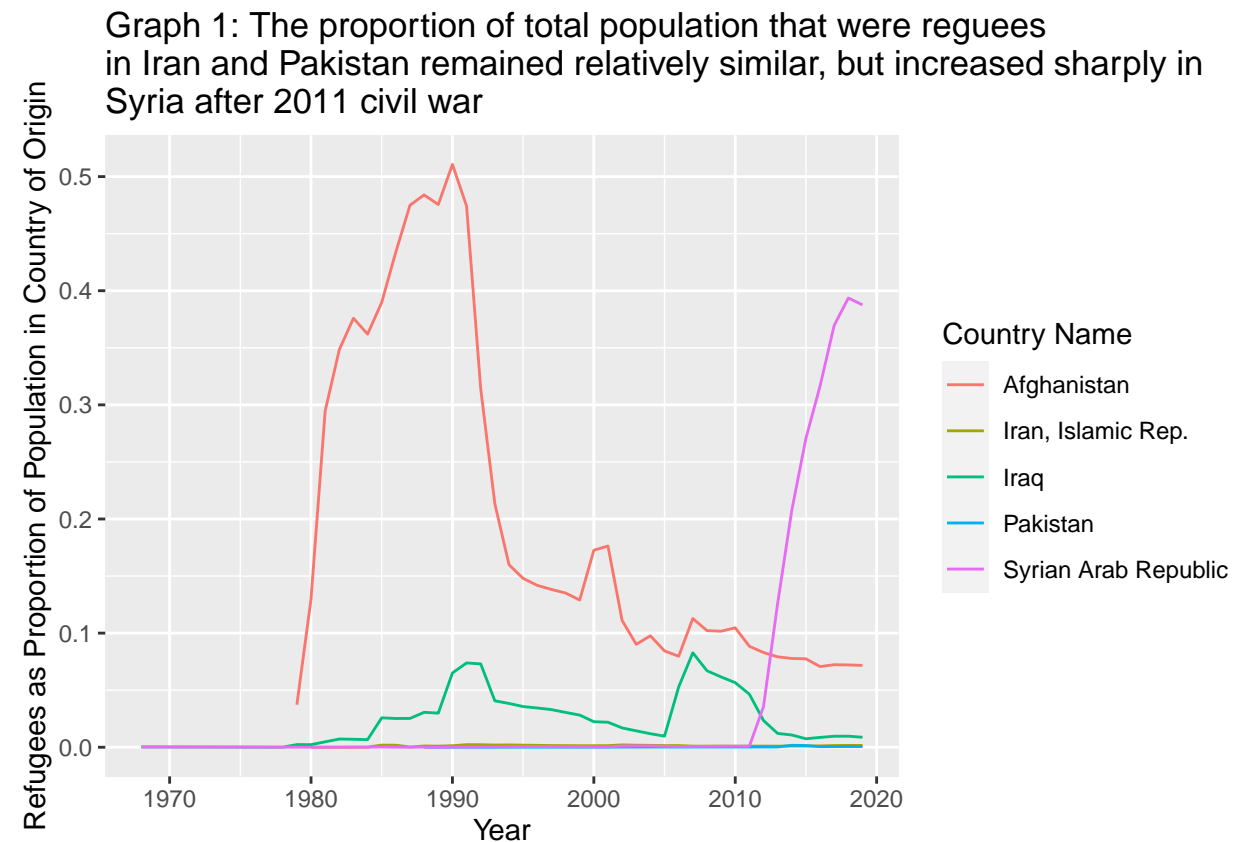 Graph 1: The proportion of total population that were reguees
in Iran and Pakistan remained relatively similar, but increased sharply in
Syria after 2011 civil war
Refugees as Proportion of Population in Country of Origin
0.5
0.4
0.3
0.2
0.1
0.0
1970
1980
1990
2000
2010
2020
Year
Country Name
Afghanistan
Iran, Islamic Rep.
Iraq
Pakistan
Syrian Arab Republic